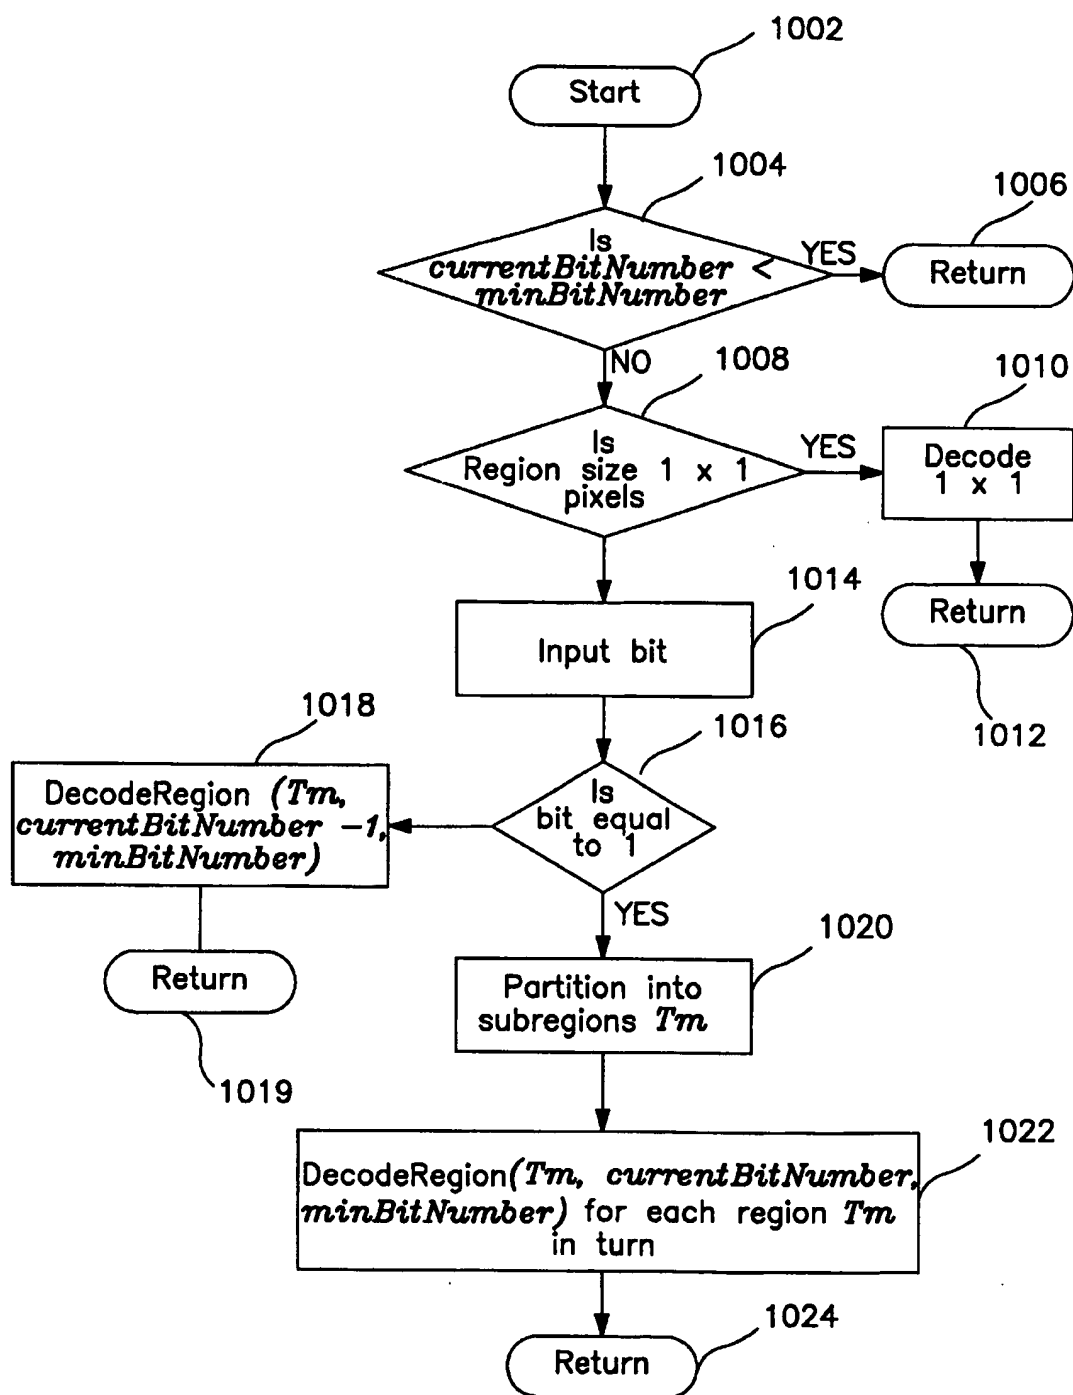 1002
Start
1004
1006
Is
currentBitNumber <
minBitNumber
YES
Return
NO
1008
1010
Is
Region size 1 x 1
pixels
YES
Decode
1 x 1
1014
Return
Input bit
1018
1016
1012
DecodeRegion (Tm,
currentBitNumber -1,
minBitNumber)
Is
bit equal
to 1
YES
1020
Return
Partition into
subregions Tm
1019
1022
DecodeRegion(Tm, currentBitNumber,
minBitNumber) for each region Tm
in turn
1024
Return